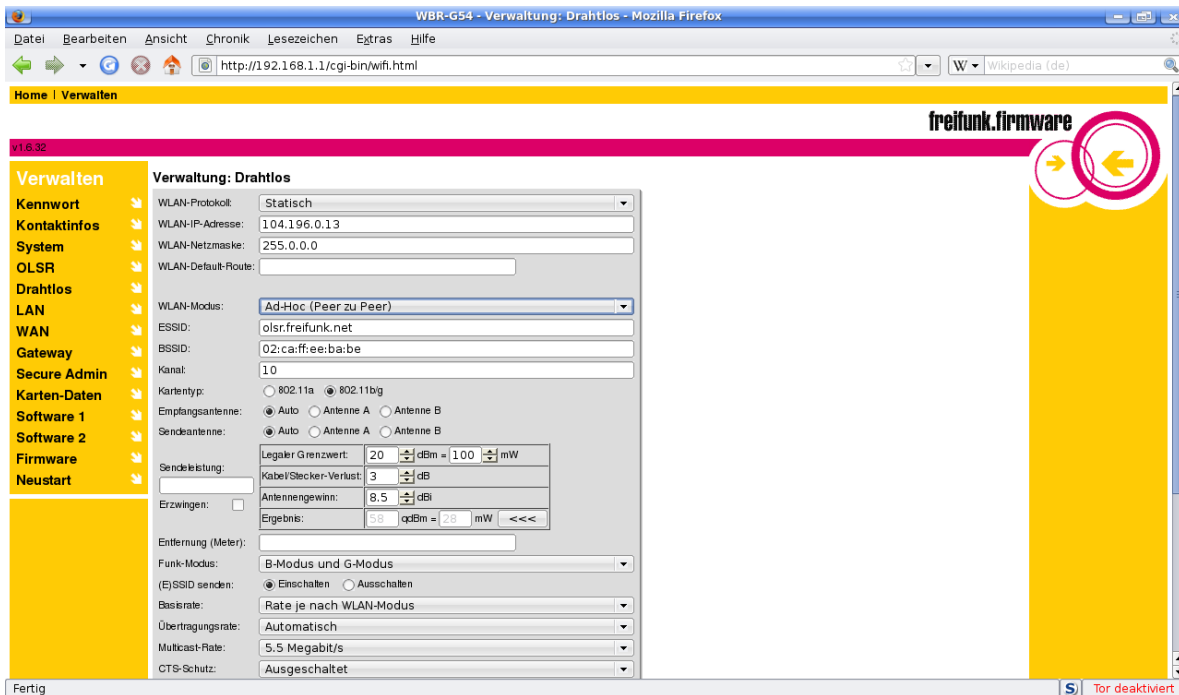 WBR-G54 - Verwaltung: Drahtlos - Mozilla Firefox
Datei Bearbeiten Ansicht Chronik Lesezeichen Extras Hilfe
http://192.168.1.1/cgi-bin/wifi.html
W Wikipedia (de)
Home | Verwalten
freifunk.firmware
v1.6.32
Verwalten
Kennwort
Kontaktinfos
System
OLSR
Drahtlos
LAN
WAN
Gateway
Secure Admin
Karten-Daten
Software 1
Software 2
Firmware
Neustart
Verwaltung: Drahtlos
WLAN-Protokoll: Statisch
WLAN-IP-Adresse: 104.196.0.13
WLAN-Netzmaske: 255.0.0.0
WLAN-Default-Route:
WLAN-Modus: Ad-Hoc (Peer zu Peer)
ESSID: olsr.freifunk.net
BSSID: 02:ca:ff:ee:ba:be
Kanal: 10
Kartentyp: 802.11a 802.11b/g
Empfangsantenne: Auto Antenne A Antenne B
Sendeantenne: Auto Antenne A Antenne B
Sendeleistung:
Erzwingen:
Legaler Grenzwert: 20 dBm = 100 mW
Kabel/Stecker-Verlust: 3 dB
Antennengewinn: 8.5 dBi
Ergebnis: 58 qdBm = 28 mW <<<
Entfernung (Meter):
Funk-Modus: B-Modus und G-Modus
(E)SSID senden: Einschalten Ausschalten
Basisrate: Rate je nach WLAN-Modus
Übertragungsrate: Automatisch
Multicast-Rate: 5.5 Megabit/s
CTS-Schutz: Ausgeschaltet
Fertig
S Tor deaktiviert